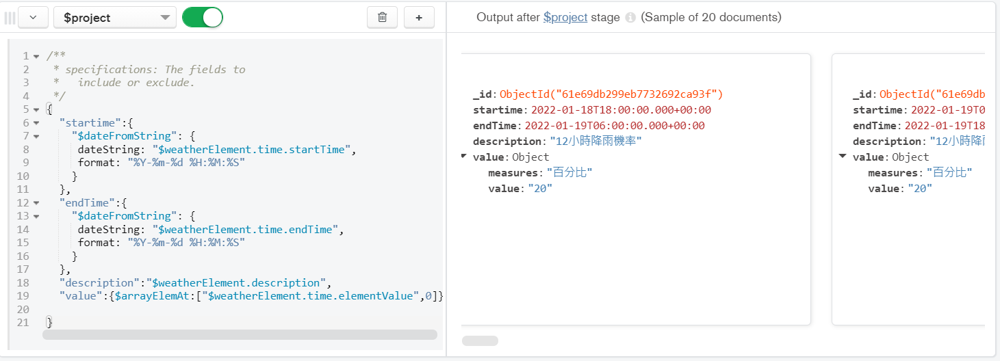 $project
Output after $project stage (Sample of 20 documents)
1 /**
2 * specifications: The fields to
3 *   include or exclude.
4 */
5 {
6 "startime":{
7 "$dateFromString": {
8 dateString: "$weatherElement.time.startTime",
9 format: "%Y-%m-%d %H:%M:%S"
10 }
11 },
12 "endTime":{
13 "$dateFromString": {
14 dateString: "$weatherElement.time.endTime",
15 format: "%Y-%m-%d %H:%M:%S"
16 }
17 },
18 "description":"$weatherElement.description",
19 "value":{$arrayElemAt:["$weatherElement.time.elementValue",0]}
20
21 }
_id: ObjectId("61e69db299eb7732692ca93f")
startime: 2022-01-18T18:00:00.000+00:00
endTime: 2022-01-19T06:00:00.000+00:00
description: "12小時降雨機率"
value: Object
measures: "百分比"
value: "20"
_id: ObjectId("61e69db
startime: 2022-01-19T0
endTime: 2022-01-19T18
description: "12小時降
value: Object
measures: "百分比"
value: "20"